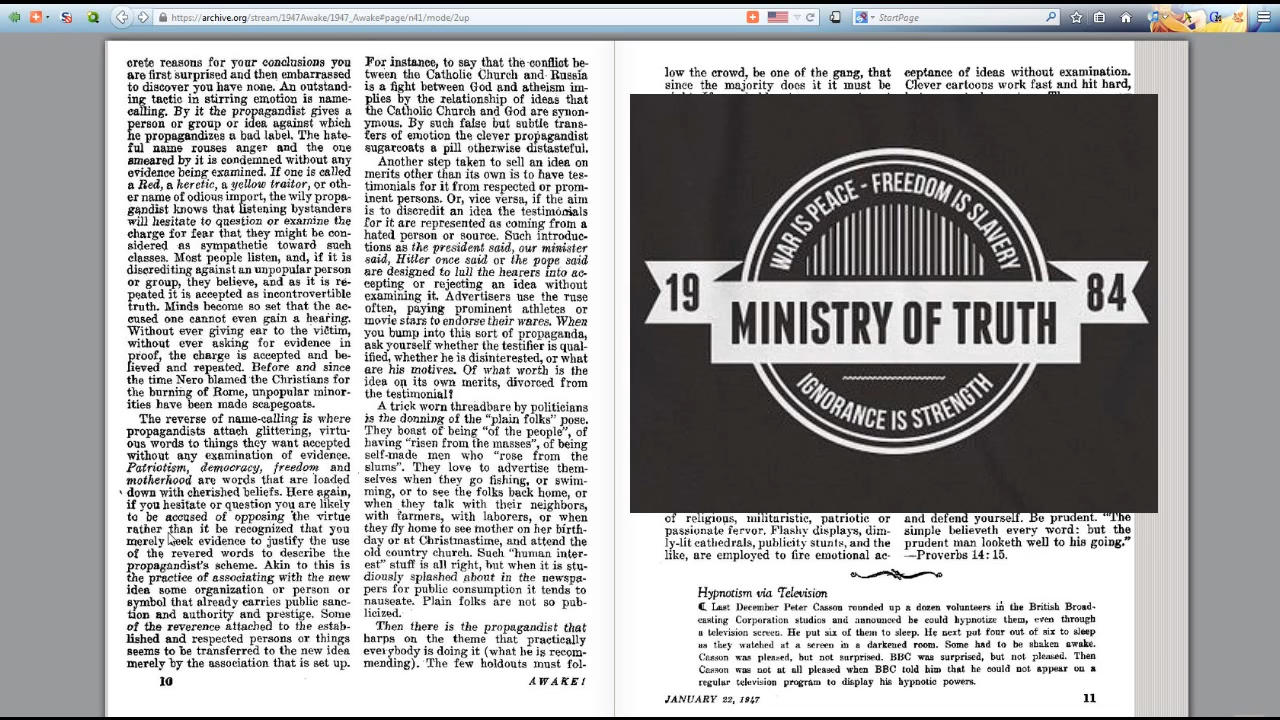 https://archive.org/stream/1947Awake/1947_Awake#page/n41/mode/2up
StartPage
crete reasons for your conclusions you
are first surprised and then embarrassed
to discover you have none. An outstand-
ing tactic in stirring emotion is name-
calling. By it the propagandist gives a
person or group or idea against which
he propagandizes a bad label. The hate-
ful name rouses anger and the one
smeared by it is condemned without any
evidence being examined. If one is called
a Red, a heretic, a yellow traitor, or oth-
er name of odious import, the wily propa-
gandist knows that listening bystanders
will hesitate to question or examine the
charge for fear that they might be con-
sidered as sympathetic toward such
classes. Most people listen, and, if it is
discrediting against an unpopular person
or group, they believe, and as it is re-
peated it is accepted as incontrovertible
truth. Minds become so set that the ac-
cused one cannot even gain a hearing.
Without ever giving ear to the victim,
without ever asking for evidence in
proof, the charge is accepted and be-
lieved and repeated. Before and since
the time Nero blamed the Christians for
the burning of Rome, unpopular minor-
ities have been made scapegoats.
The reverse of name-calling is where
propagandists attach glittering, virtu-
ous words to things they want accepted
without any examination of evidence.
Patriotism, democracy, freedom and
motherhood are words that are loaded
down with cherished beliefs. Here again,
if you hesitate or question you are likely
to be accused of opposing the virtue
rather than it be recognized that you
merely seek evidence to justify the use
of the revered words to describe the
propagandist's scheme. Akin to this is
the practice of associating with the new
idea some organization or person or
symbol that already carries public sanc-
tion and authority and prestige. Some
of the reverence attached to the estab-
lished and respected persons or things
seems to be transferred to the new idea
merely by the association that is set up.
10
For instance, to say that the conflict be-
tween the Catholic Church and Russia
is a fight between God and atheism im-
plies by the relationship of ideas that
the Catholic Church and God are synon-
ymous. By such false but subtle trans-
fers of emotion the clever propagandist
sugarcoats a pill otherwise distasteful.
Another step taken to sell an idea on
merits other than its own is to have tes-
timonials for it from respected or prom-
inent persons. Or, vice versa, if the aim
is to discredit an idea the testimonials
for it are represented as coming from a
hated person or source. Such introduc-
tions as the president said, our minister
said, Hitler once said or the pope said
are designed to lull the hearers into ac-
cepting or rejecting an idea without
examining it. Advertisers use the ruse
often, paying prominent athletes or
movie stars to endorse their wares. When
you bump into this sort of propaganda,
ask yourself whether the testifier is qual-
ified, whether he is disinterested, or what
are his motives. Of what worth is the
idea on its own merits, divorced from
the testimonial?
A trick worn threadbare by politicians
is the donning of the "plain folks" pose.
They boast of being "of the people", of
having "risen from the masses", of being
self-made men who "rose from the
slums". They love to advertise them-
selves when they go fishing, or swim-
ming, or to see the folks back home, or
when they talk with their neighbors,
with farmers, with laborers, or when
they fly home to see mother on her birth-
day or at Christmastime, and attend the
old country church. Such "human inter-
est" stuff is all right, but when it is stu-
diously splashed about in the newspa-
pers for public consumption it tends to
nauseate. Plain folks are not so pub-
licized.
Then there is the propagandist that
harps on the theme that practically
everybody is doing it (what he is recom-
mending). The few holdouts must fol-
AWAKE!
low the crowd, be one of the gang, that
since the majority does it it must be
of religious, militaristic, patriotic or
passionate fervor. Flashy displays, dim-
ly-lit cathedrals, publicity stunts, and the
like, are employed to fire emotional ac-
ceptance of ideas without examination.
Clever cartoons work fast and hit hard,
and defend yourself. Be prudent. "The
simple believeth every word: but the
prudent man looketh well to his going."
—Proverbs 14:15.
WAR IS PEACE - FREEDOM IS SLAVERY
19
84
MINISTRY OF TRUTH
IGNORANCE IS STRENGTH
Hypnotism via Television
¶ Last December Peter Casson rounded up a dozen volunteers in the British Broad-
casting Corporation studios and announced he could hypnotize them, even through
a television screen. He put six of them to sleep. He next put four out of six to sleep
as they watched at a screen in a darkened room. Some had to be shaken awake.
Casson was pleased, but not surprised. BBC was surprised, but not pleased. Then
Casson was not at all pleased when BBC told him that he could not appear on a
regular television program to display his hypnotic powers.
JANUARY 22, 1947
11